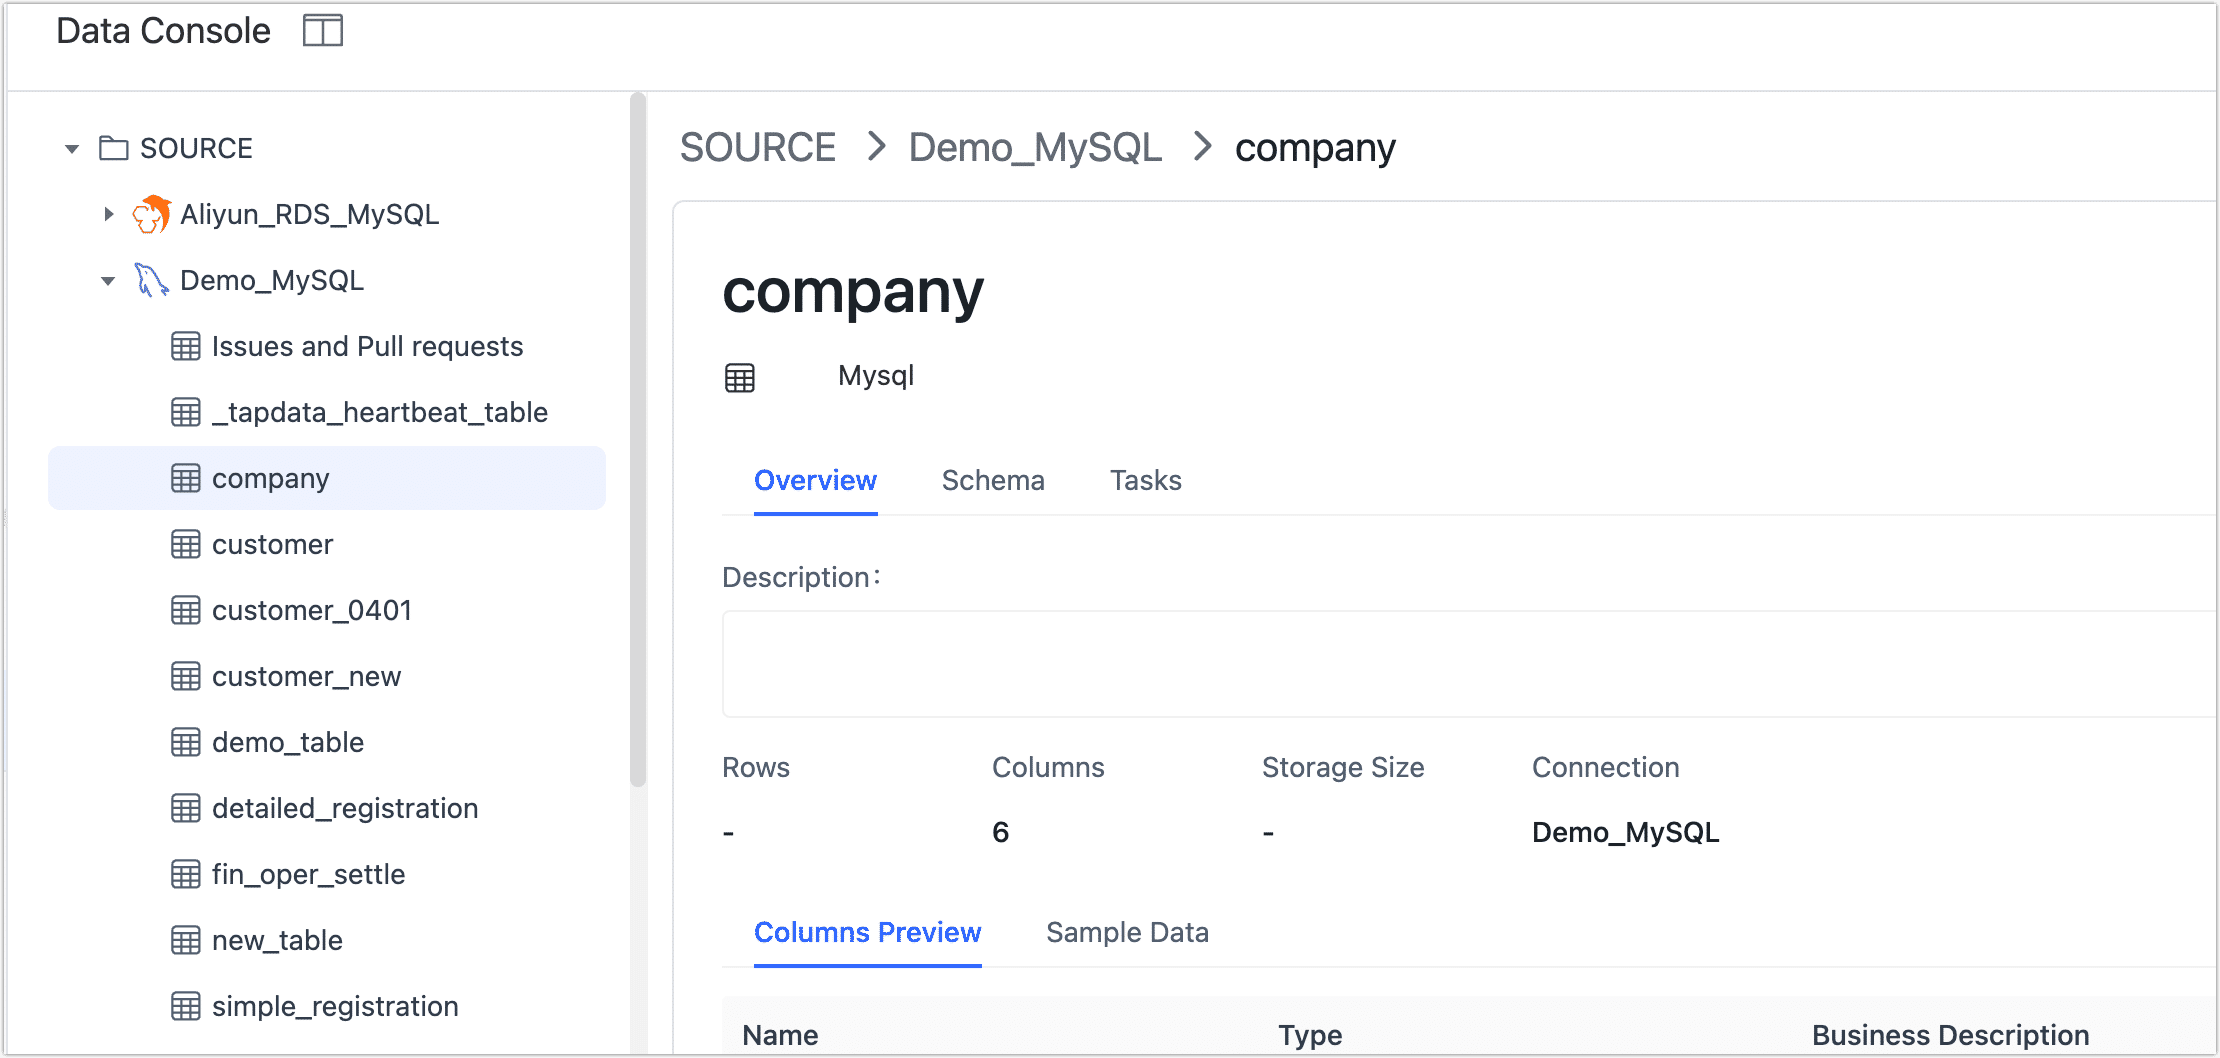 Data Console
SOURCE
Aliyun_RDS_MySQL
Demo_MySQL
Issues and Pull requests
_tapdata_heartbeat_table
company
customer
customer_0401
customer_new
demo_table
detailed_registration
fin_oper_settle
new_table
simple_registration
SOURCE > Demo_MySQL > company
company
Mysql
Overview Schema Tasks
Description:
Rows Columns Storage Size Connection
- 6 - Demo_MySQL
Columns Preview Sample Data
Name Type Business Description